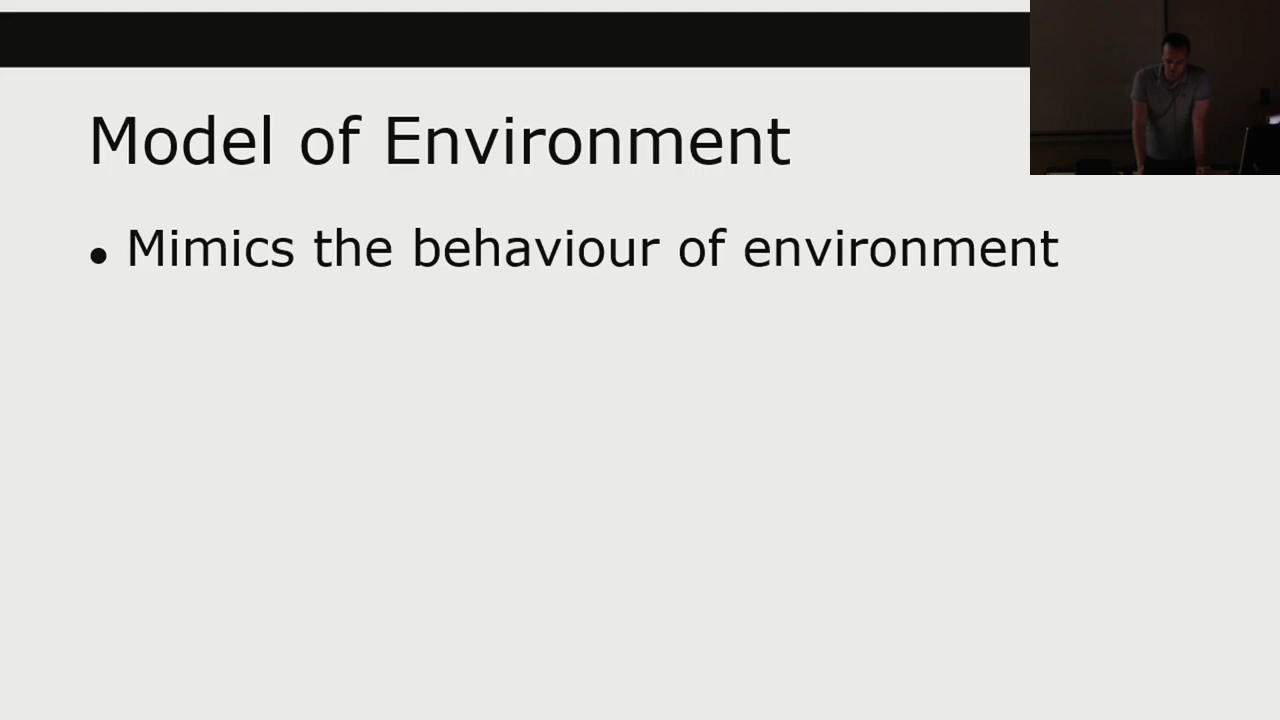 Model of Environment
• Mimics the behaviour of environment